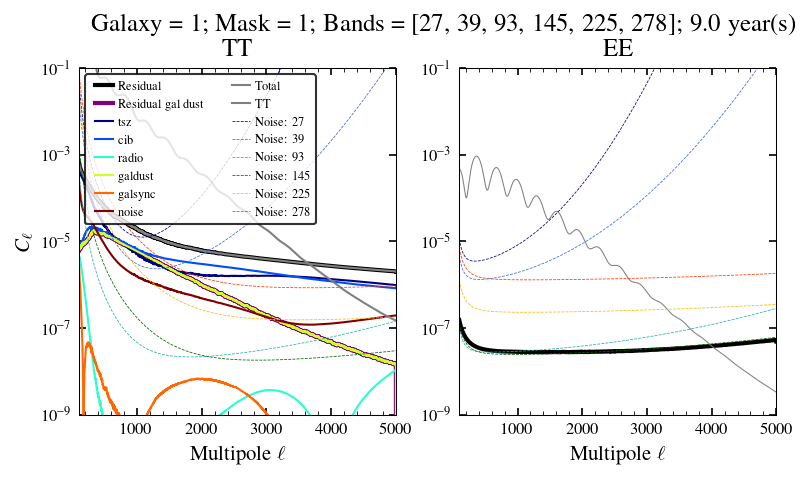 Galaxy = 1; Mask = 1; Bands = [27, 39, 93, 145, 225, 278]; 9.0 year(s)
TT
EE
Residual
Residual gal dust
tsz
cib
radio
galdust
galsync
noise
Total
TT
Noise: 27
Noise: 39
Noise: 93
Noise: 145
Noise: 225
Noise: 278
C_ℓ
10^−1
10^−3
10^−5
10^−7
10^−9
1000
2000
3000
4000
5000
Multipole ℓ
10^−1
10^−3
10^−5
10^−7
10^−9
1000
2000
3000
4000
5000
Multipole ℓ